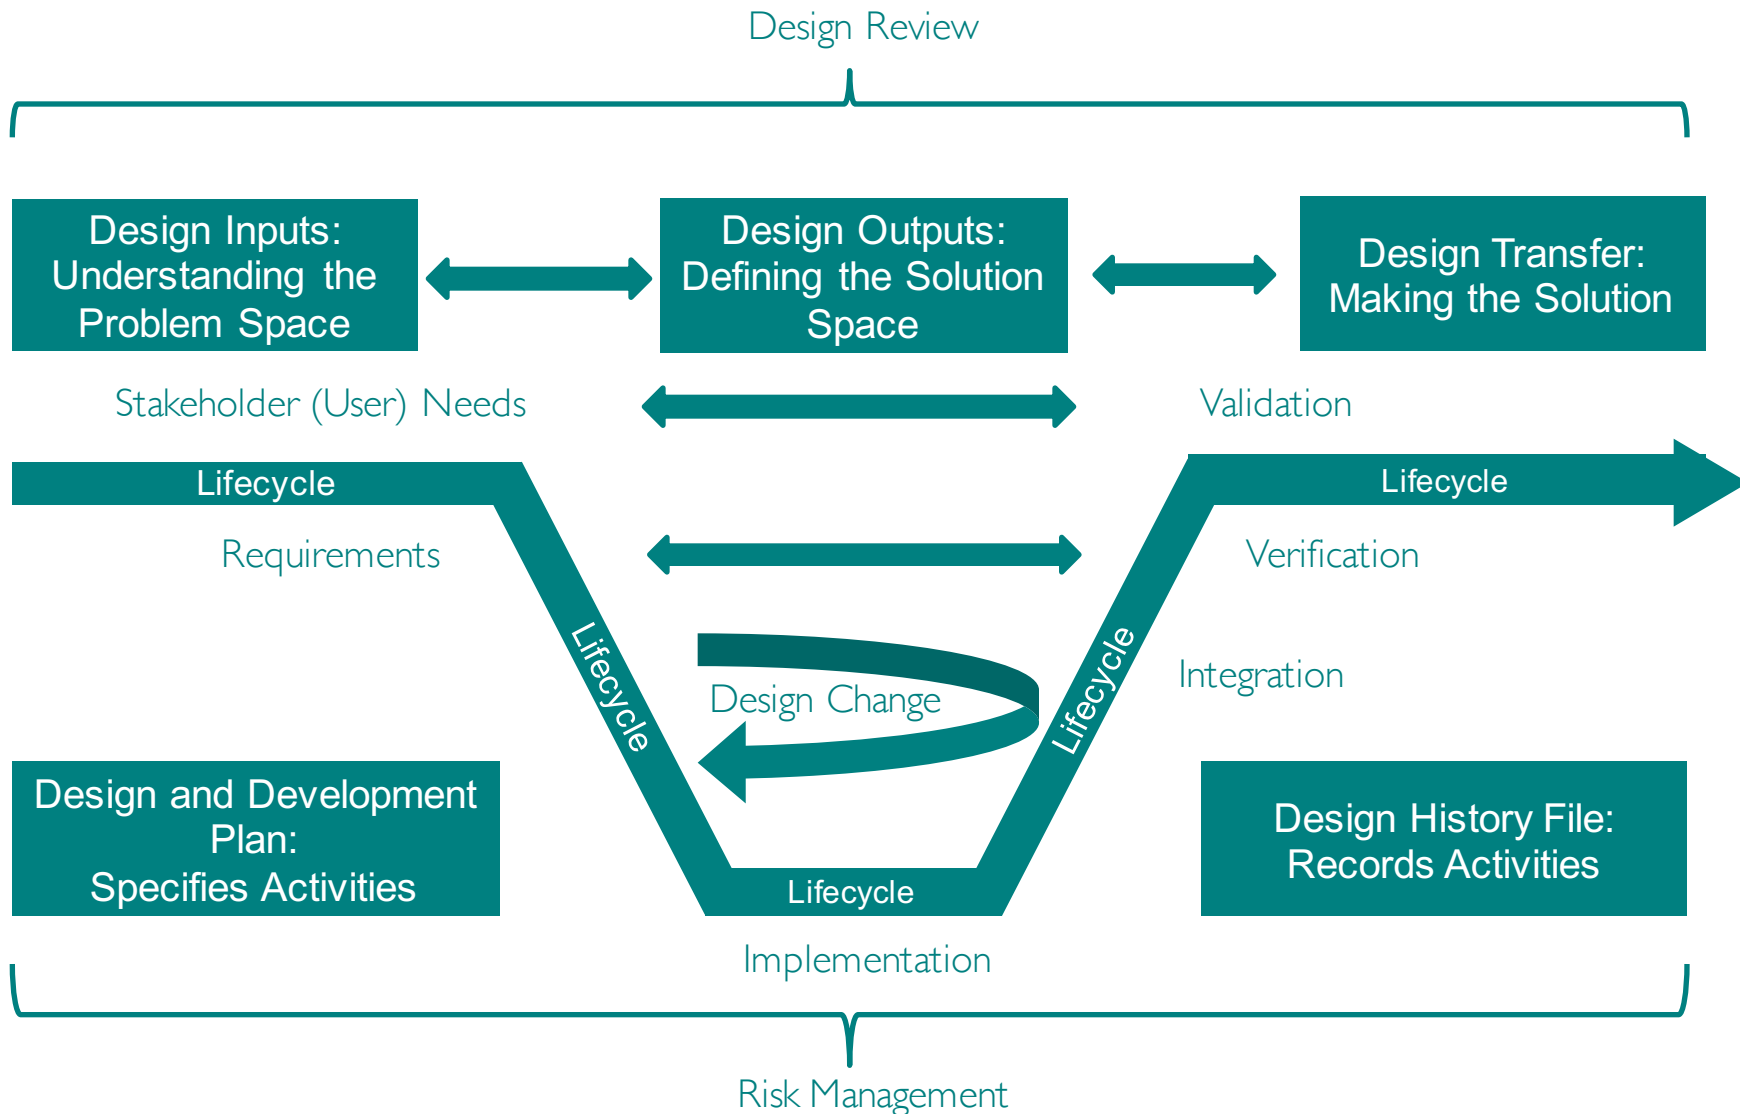 Design Review
Design Inputs:
Understanding the
Problem Space
Design Outputs:
Defining the Solution
Space
Design Transfer:
Making the Solution
Stakeholder (User) Needs
Validation
Lifecycle
Lifecycle
Requirements
Verification
Lifecycle
Design Change
Lifecycle
Integration
Design and Development
Plan:
Specifies Activities
Lifecycle
Design History File:
Records Activities
Implementation
Risk Management